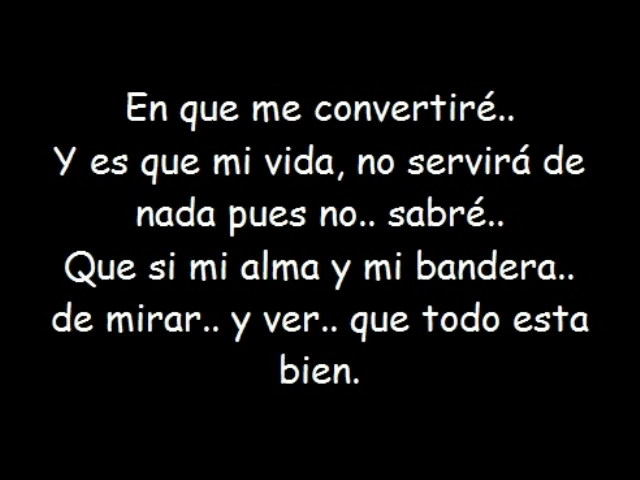 En que me convertiré..
Y es que mi vida, no servirá de
nada pues no.. sabré..
Que si mi alma y mi bandera..
de mirar.. y ver.. que todo esta
bien.